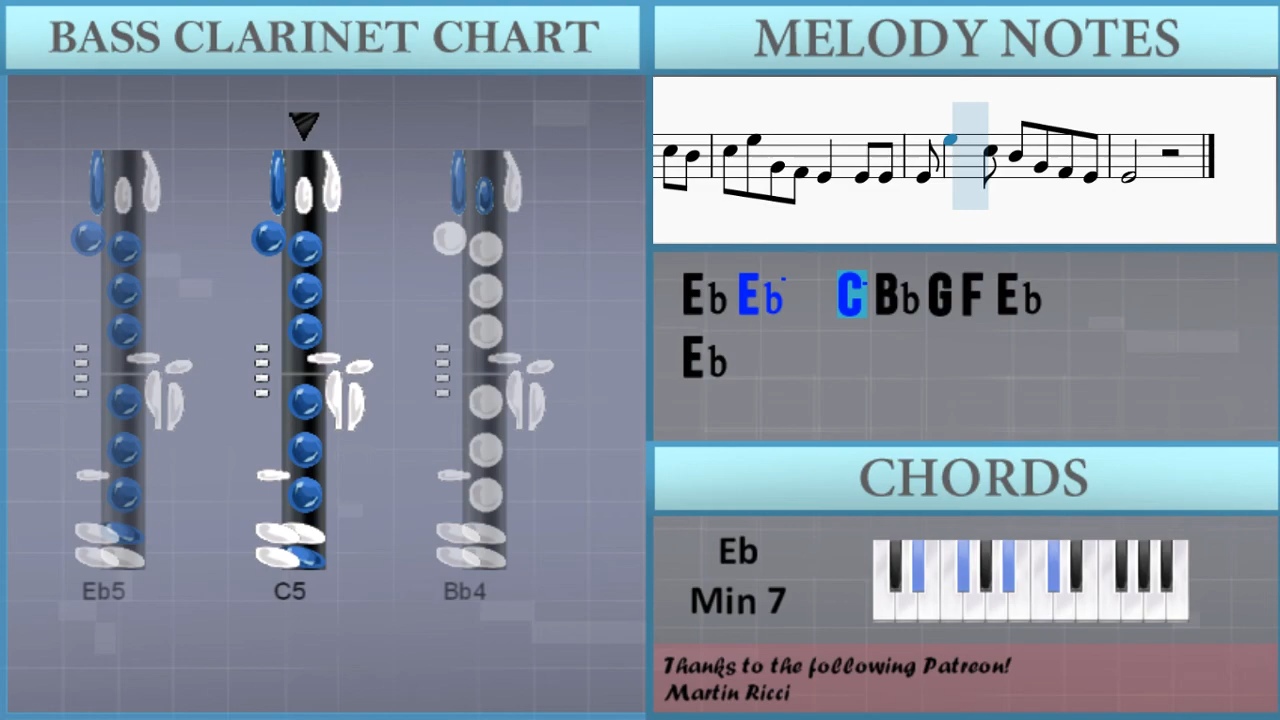 BASS CLARINET CHART
Eb5 C5 Bb4
MELODY NOTES
Eb Eb C Bb G F Eb
Eb
CHORDS
Eb
Min 7
Thanks to the following Patreon!
Martin Ricci